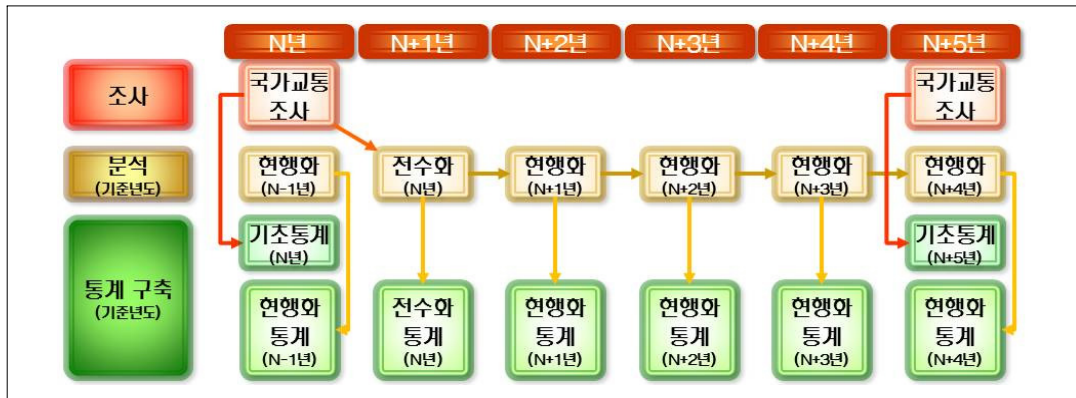 N년 N+1년 N+2년 N+3년 N+4년 N+5년
조사
국가교통
조사
국가교통
조사
분석
(기준년도)
현행화
(N-1년)
전수화
(N년)
현행화
(N+1년)
현행화
(N+2년)
현행화
(N+3년)
현행화
(N+4년)
통계 구축
(기준년도)
기초통계
(N년)
기초통계
(N+5년)
현행화
통계
(N-1년)
전수화
통계
(N년)
현행화
통계
(N+1년)
현행화
통계
(N+2년)
현행화
통계
(N+3년)
현행화
통계
(N+4년)